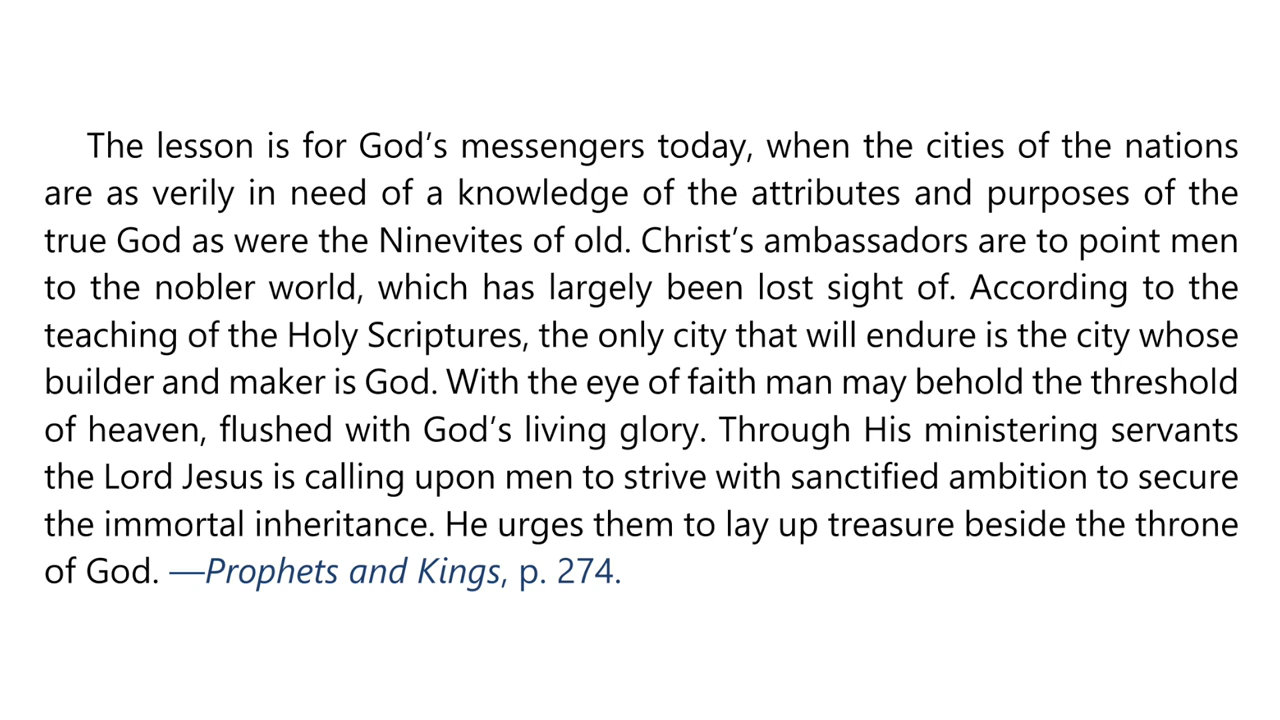 The lesson is for God’s messengers today, when the cities of the nations
are as verily in need of a knowledge of the attributes and purposes of the
true God as were the Ninevites of old. Christ’s ambassadors are to point men
to the nobler world, which has largely been lost sight of. According to the
teaching of the Holy Scriptures, the only city that will endure is the city whose
builder and maker is God. With the eye of faith man may behold the threshold
of heaven, flushed with God’s living glory. Through His ministering servants
the Lord Jesus is calling upon men to strive with sanctified ambition to secure
the immortal inheritance. He urges them to lay up treasure beside the throne
of God. —Prophets and Kings, p. 274.